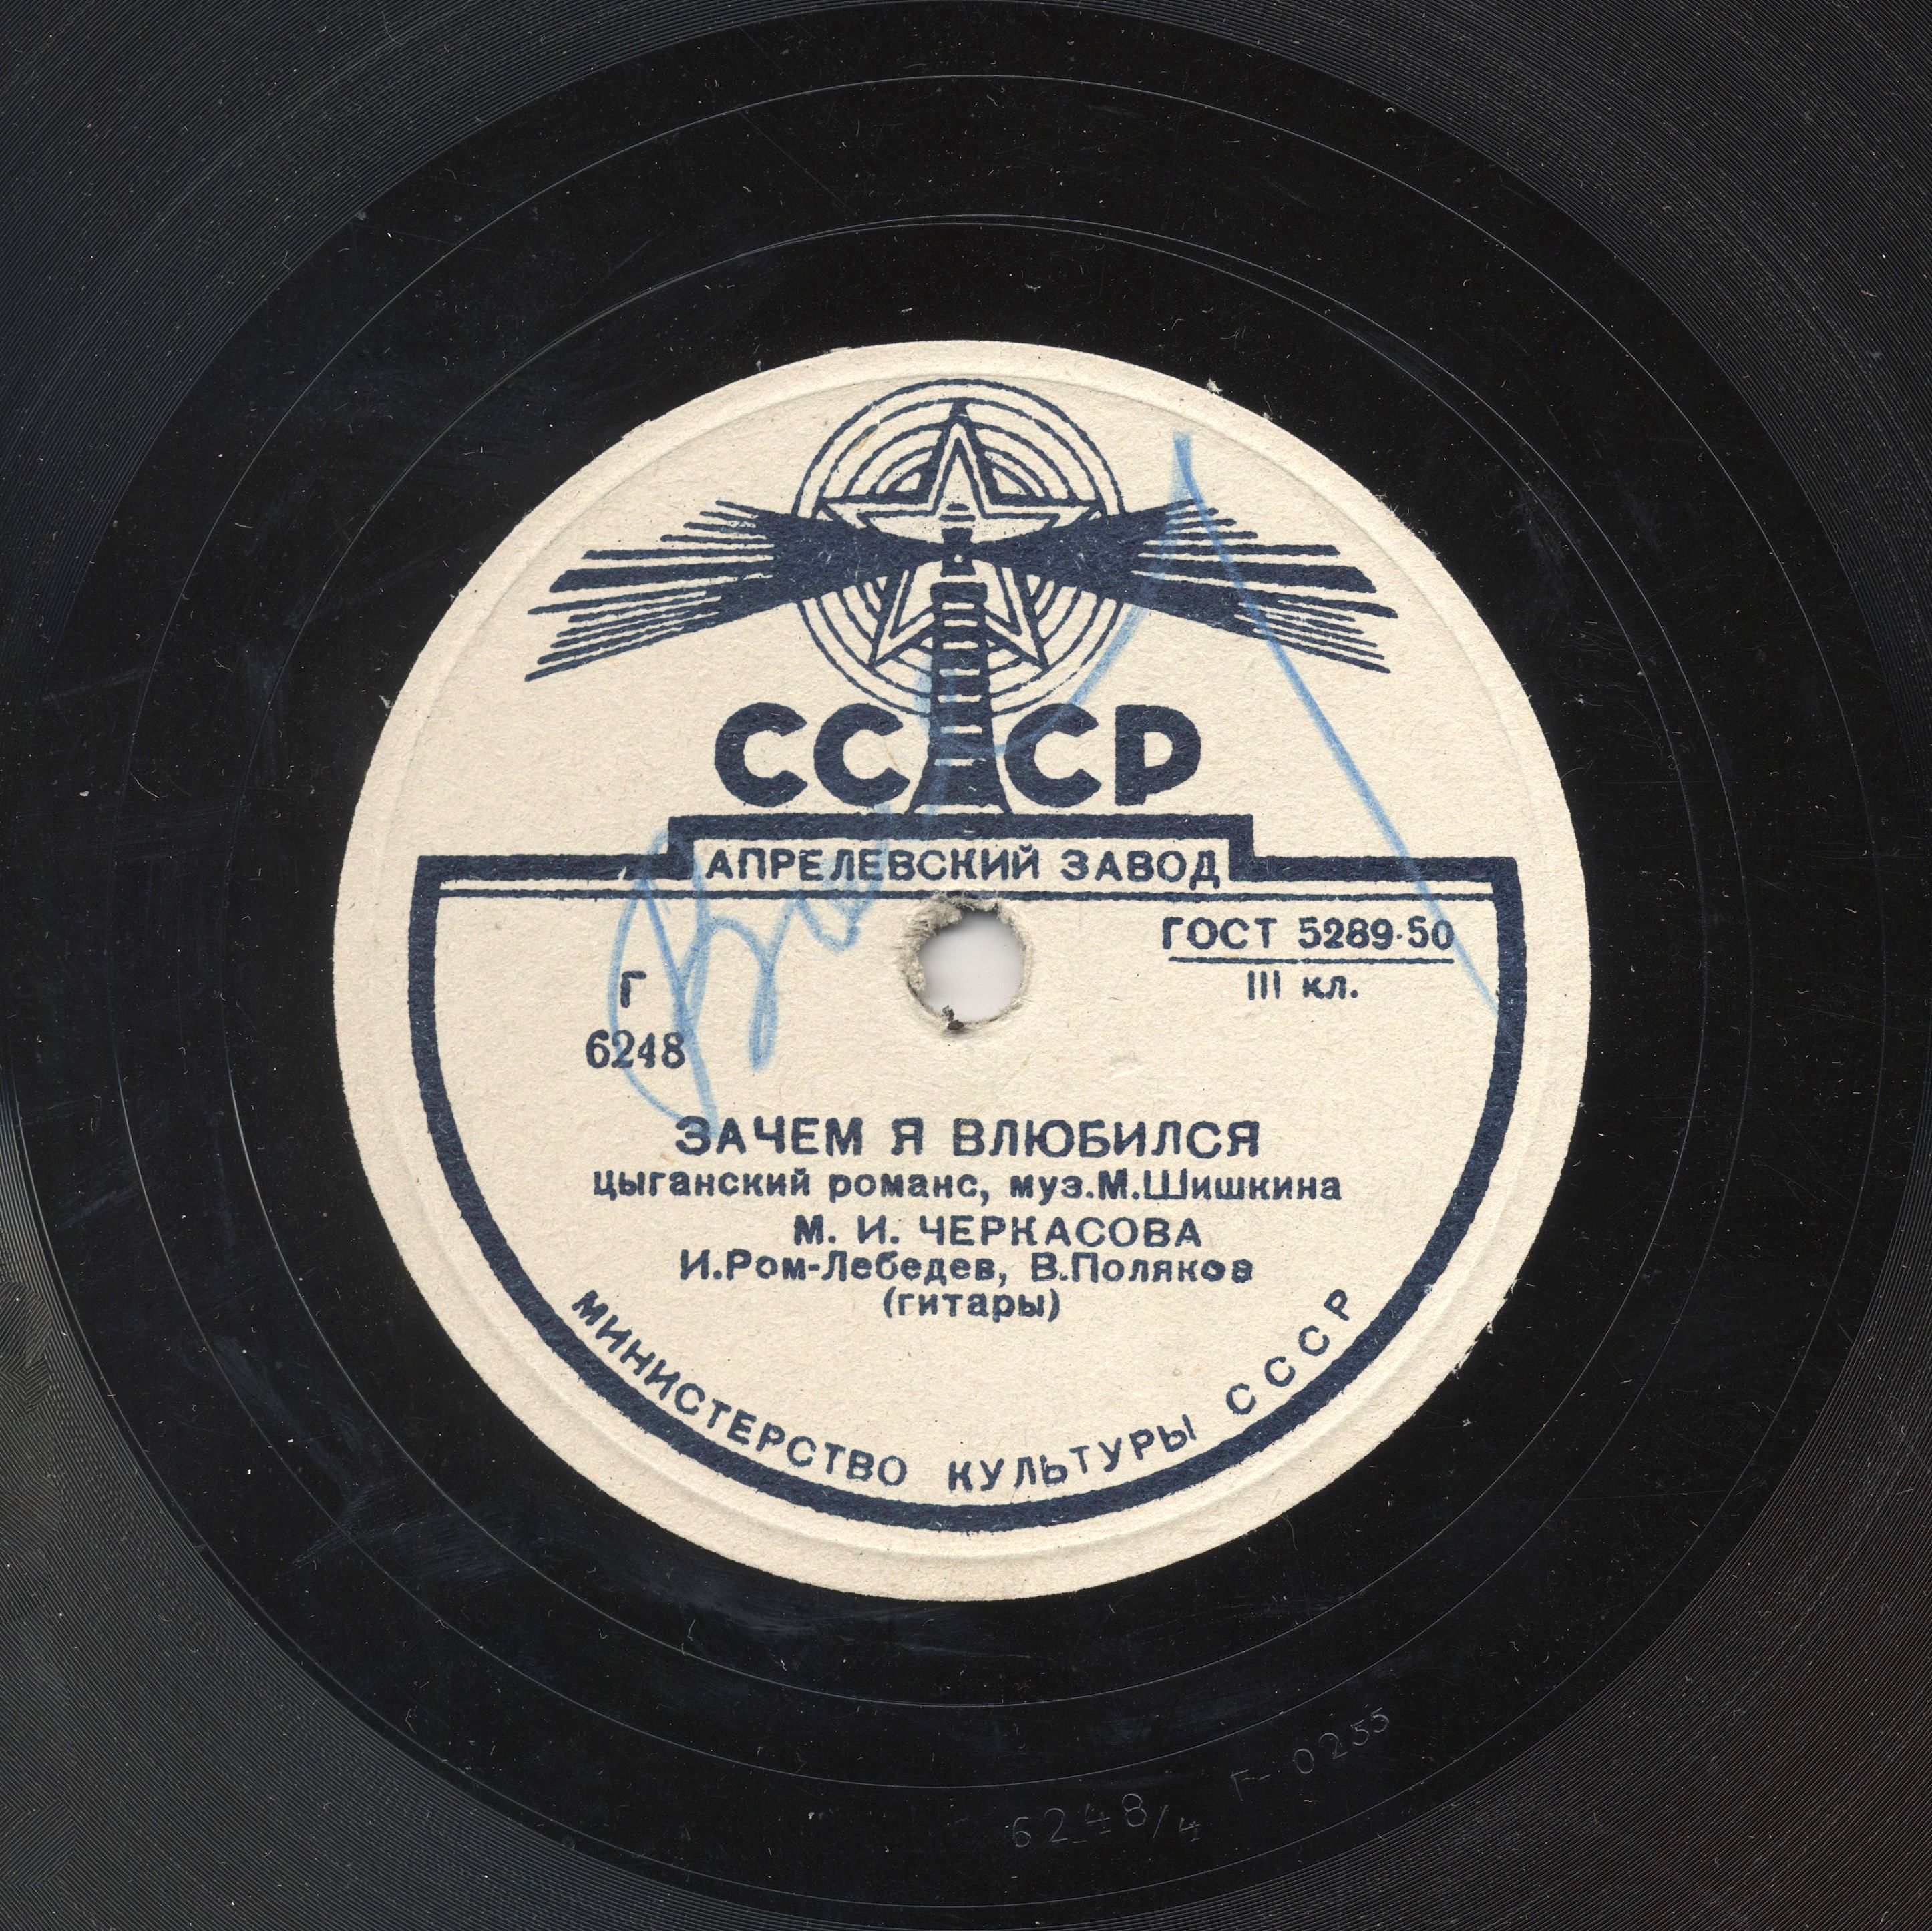 СССР
АПРЕЛЕВСКИЙ ЗАВОД
ГОСТ 5289-50
III кл.
Г
6248
ЗАЧЕМ Я ВЛЮБИЛСЯ
цыганский романс, муз.М.Шишкина
М. И. ЧЕРКАСОВА
И.Ром-Лебедев, В.Поляков
(гитары)
МИНИСТЕРСТВО КУЛЬТУРЫ СССР
6248/4 Г-0255